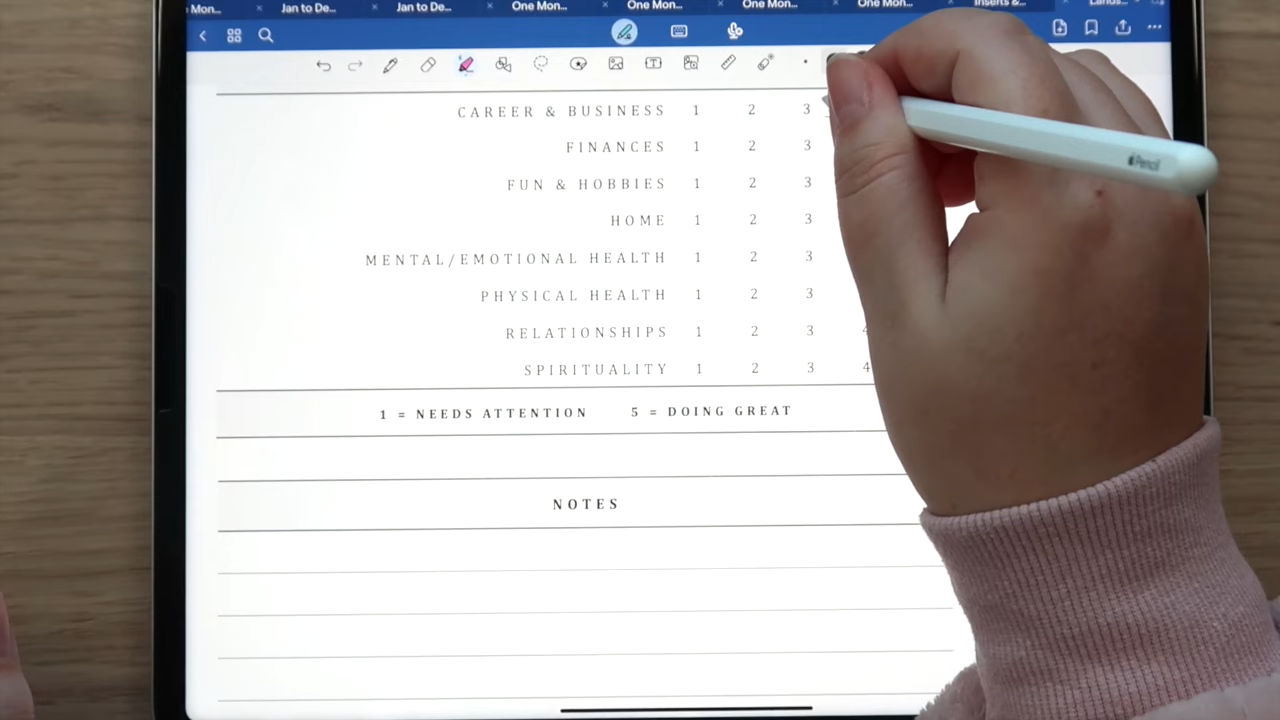 Mon... Jan to De... Jan to De... One Mon... One Mon... One Mon... One Mon... Inserts &... Lands...
CAREER & BUSINESS 1 2 3
FINANCES 1 2 3
FUN & HOBBIES 1 2 3
HOME 1 2 3
MENTAL/EMOTIONAL HEALTH 1 2 3
PHYSICAL HEALTH 1 2 3
RELATIONSHIPS 1 2 3 4
SPIRITUALITY 1 2 3 4
1 = NEEDS ATTENTION 5 = DOING GREAT
NOTES
Pencil